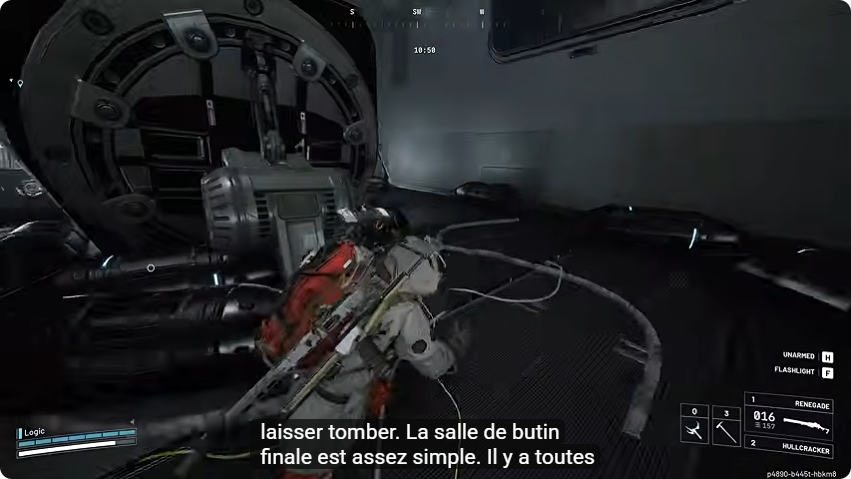 S SW W
10:50
UNARMED H
FLASHLIGHT F
0 3
1 RENEGADE
016
157
2 HULLCRACKER
Logic
laisser tomber. La salle de butin
finale est assez simple. Il y a toutes
p4890-b445t-hbkm8